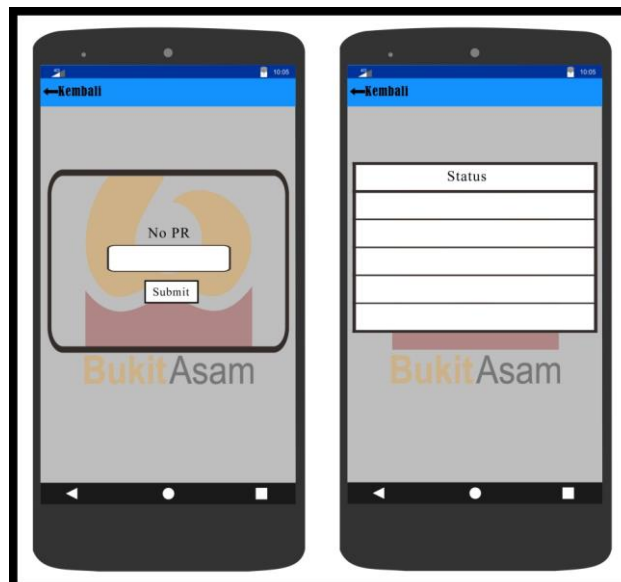 10:05
←Kembali
No PR
Submit
BukitAsam
10:05
←Kembali
Status
BukitAsam